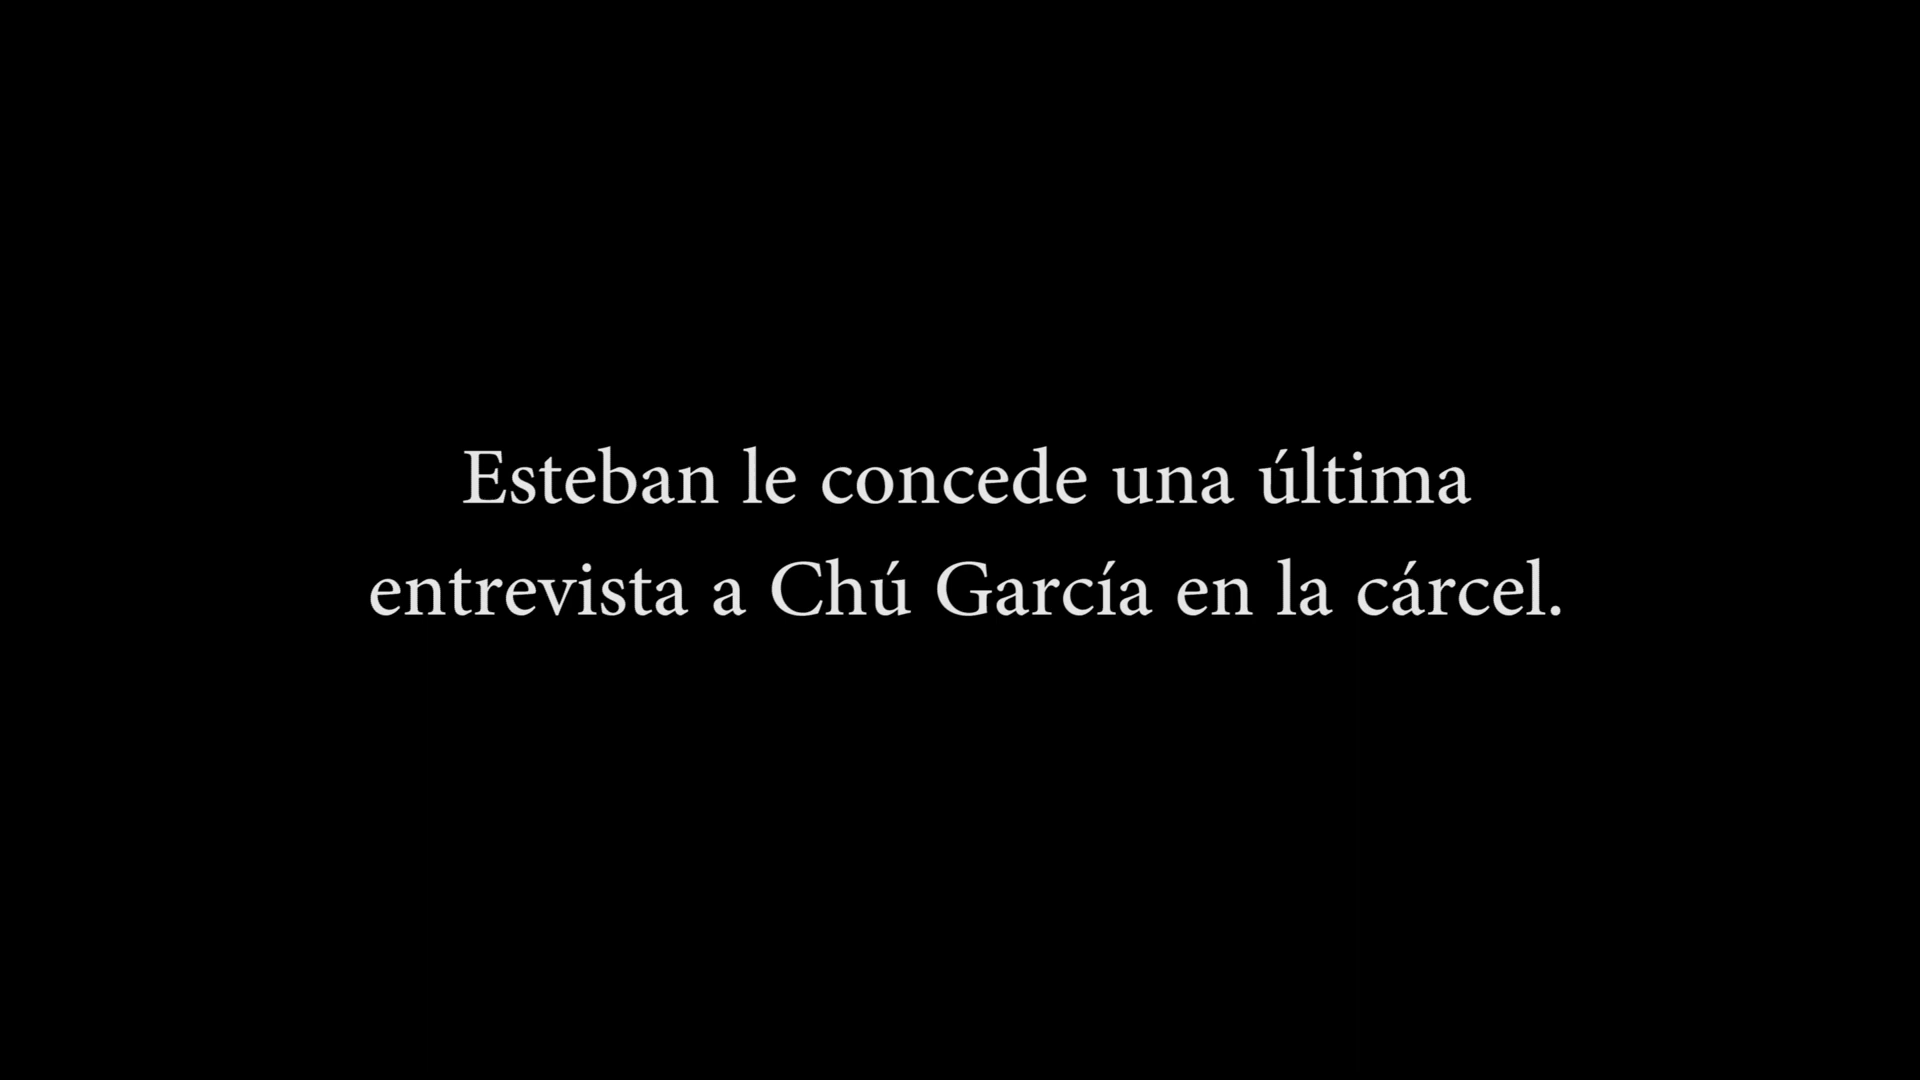 Esteban le concede una última
entrevista a Chú García en la cárcel.